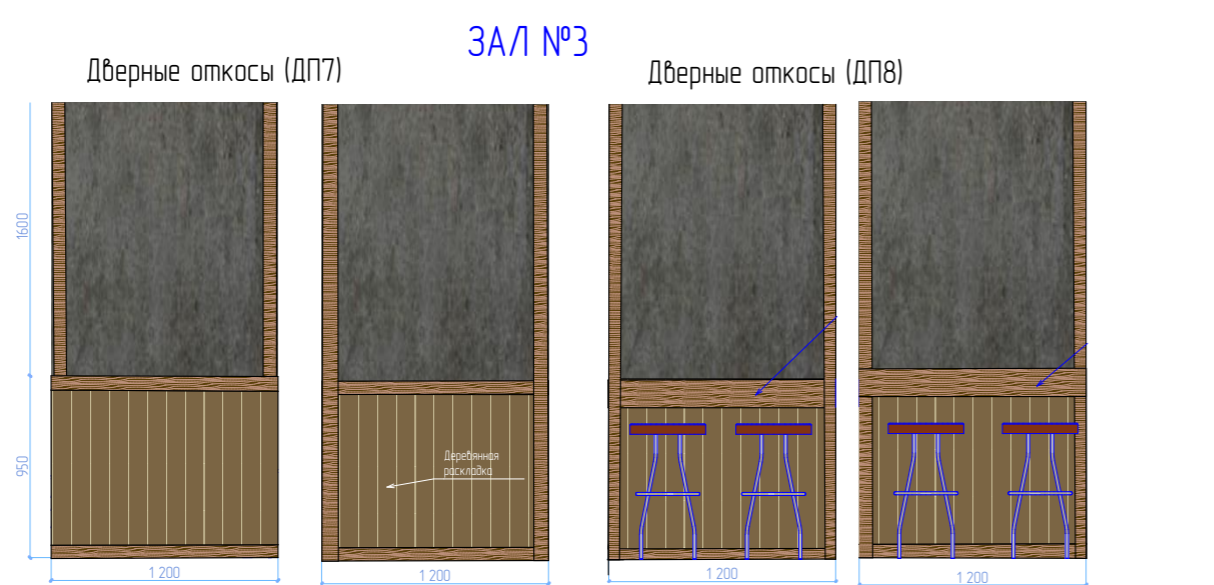 ЗАЛ №3
Дверные откосы (ДП7)
Дверные откосы (ДП8)
1600
950
Деревянная
раскладка
1 200
1 200
1 200
1 200